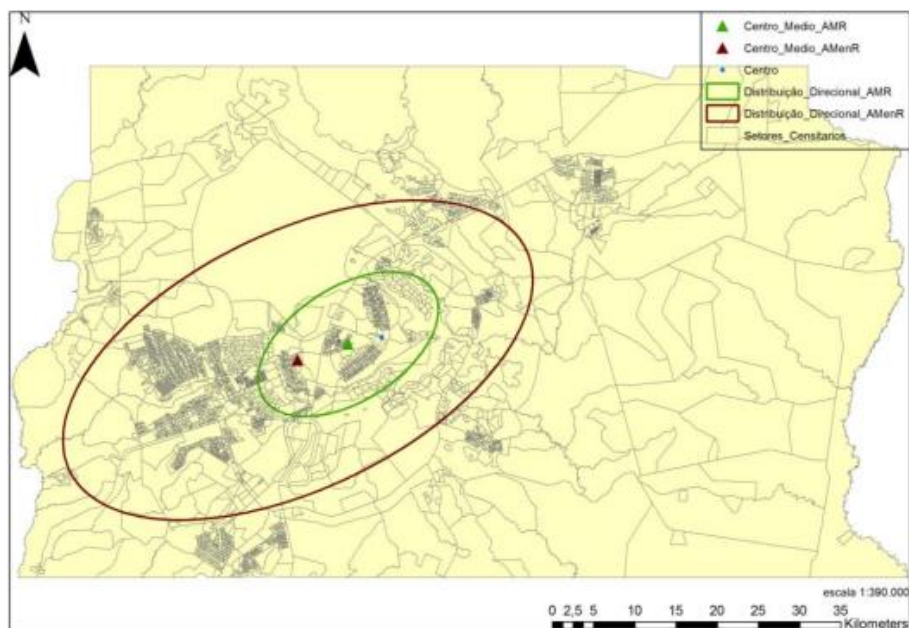 N
Centro_Medio_AMR
Centro_Medio_AMenR
Centro
Distribuição_Direcional_AMR
Distribuição_Direcional_AMenR
Setores_Censitarios
escala 1:390.000
0 2,5 5 10 15 20 25 30 35
Kilometers